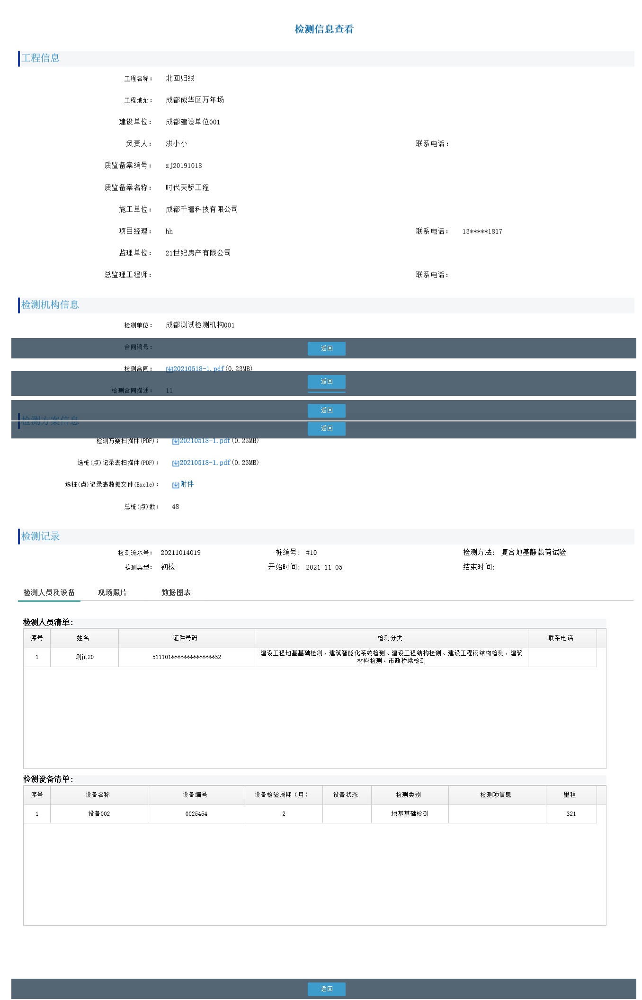 检测信息查看
工程信息
工程名称： 北回归线
工程地址： 成都成华区万年场
建设单位： 成都建设单位001
负责人： 洪小小 联系电话：
质监备案编号： zj20191018
质监备案名称： 时代天骄工程
施工单位： 成都千禧科技有限公司
项目经理： hh 联系电话： 13*****1817
监理单位： 21世纪房产有限公司
总监理工程师： 联系电话：
检测机构信息
检测单位： 成都测试检测机构001
合同编号： 返回
检测合同： 20210518-1.pdf(0.23MB)
返回
检测合同描述： 11
返回
检测方案信息
返回
检测方案扫描件(PDF)： 20210518-1.pdf(0.23MB)
选桩(点)记录表扫描件(PDF)： 20210518-1.pdf(0.23MB)
选桩(点)记录表数据文件(Excle)： 附件
总桩(点)数： 48
检测记录
检测流水号： 20211014019 桩编号: #10 检测方法: 复合地基静载荷试验
检测类型： 初检 开始时间: 2021-11-05 结束时间:
检测人员及设备 现场照片 数据图表
检测人员清单:
序号 姓名 证件号码 检测分类 联系电话
1 测试20 511101**************52 建设工程地基基础检测、建筑智能化系统检测、建设工程结构检测、建设工程钢结构检测、建筑
材料检测、市政桥梁检测
检测设备清单:
序号 设备名称 设备编号 设备检验周期（月） 设备状态 检测类别 检测项信息 量程
1 设备002 0025454 2 地基基础检测 321
返回